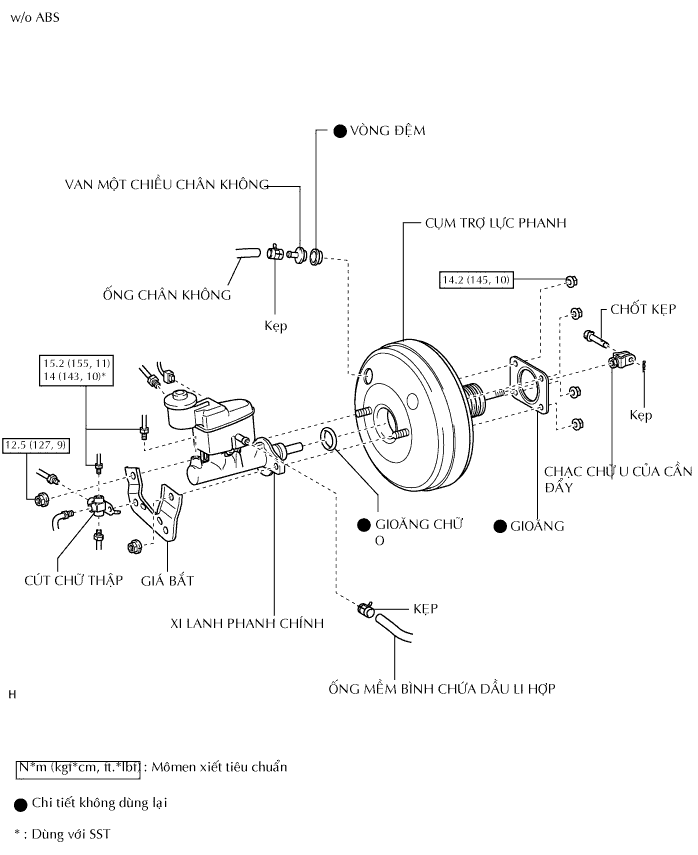 w/o ABS
VÒNG ĐỆM
VAN MỘT CHIỀU CHÂN KHÔNG
CỤM TRỢ LỰC PHANH
14.2 (145, 10)
ỐNG CHÂN KHÔNG
CHỐT KẸP
Kẹp
15.2 (155, 11)
14 (143, 10)*
Kẹp
12.5 (127, 9)
CHẠC CHỮ U CỦA CẦN
ĐẨY
GIOĂNG CHỮ
O
GIOĂNG
CÚT CHỮ THẬP
GIÁ BẮT
XI LANH PHANH CHÍNH
KẸP
ỐNG MỀM BÌNH CHỨA DẦU LI HỢP
H
N*m (kgf*cm, ft.*lbf) : Mômen xiết tiêu chuẩn
Chi tiết không dùng lại
* : Dùng với SST